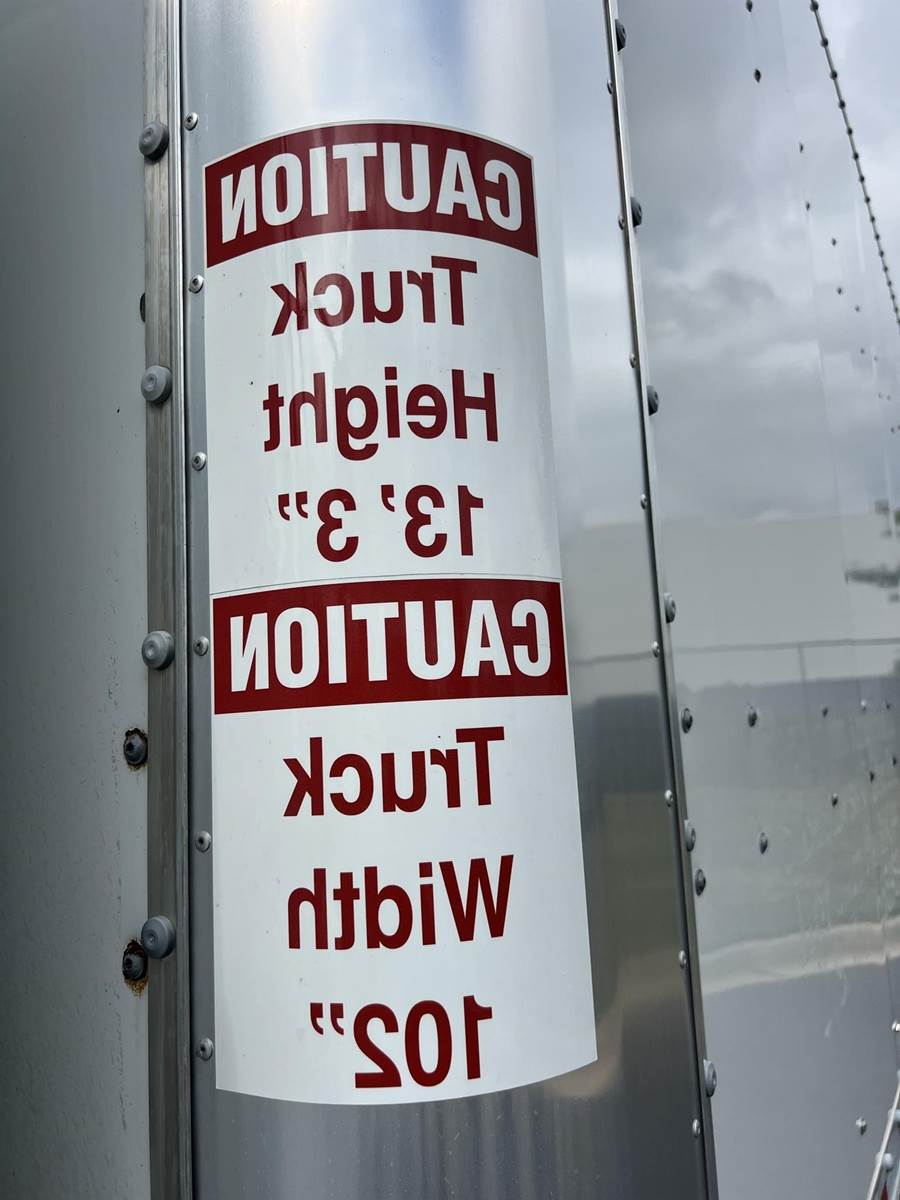 CAUTION
Truck
Height
13' 3"
CAUTION
Truck
Width
102"